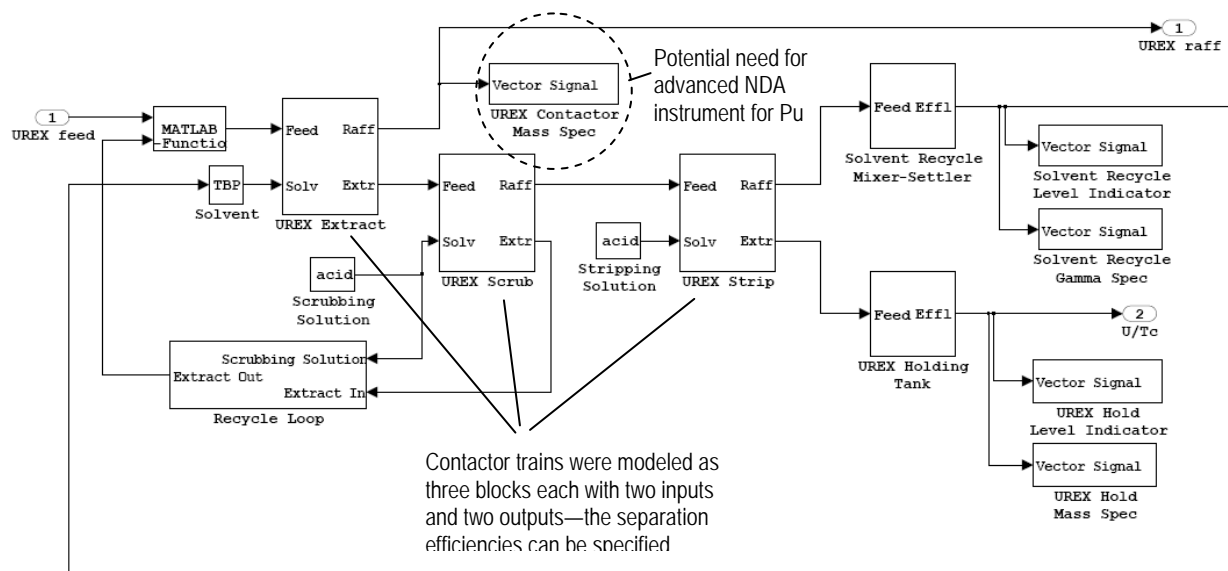 1
UREX feed
MATLAB
-Functio
TBP
Solvent
Feed Raff
Solv Extr
UREX Extract
Vector Signal
UREX Contactor
Mass Spec
Potential need for
advanced NDA
instrument for Pu
1
UREX raff
acid
Scrubbing
Solution
Feed Raff
Solv Extr
UREX Scrub
acid
Stripping
Solution
Feed Raff
Solv Extr
UREX Strip
Feed Effl
Solvent Recycle
Mixer-Settler
Vector Signal
Solvent Recycle
Level Indicator
Vector Signal
Solvent Recycle
Gamma Spec
Scrubbing Solution
Extract Out
Extract In
Recycle Loop
Feed Effl
UREX Holding
Tank
2
U/Tc
Vector Signal
UREX Hold
Level Indicator
Vector Signal
UREX Hold
Mass Spec
Contactor trains were modeled as
three blocks each with two inputs
and two outputs—the separation
efficiencies can be specified